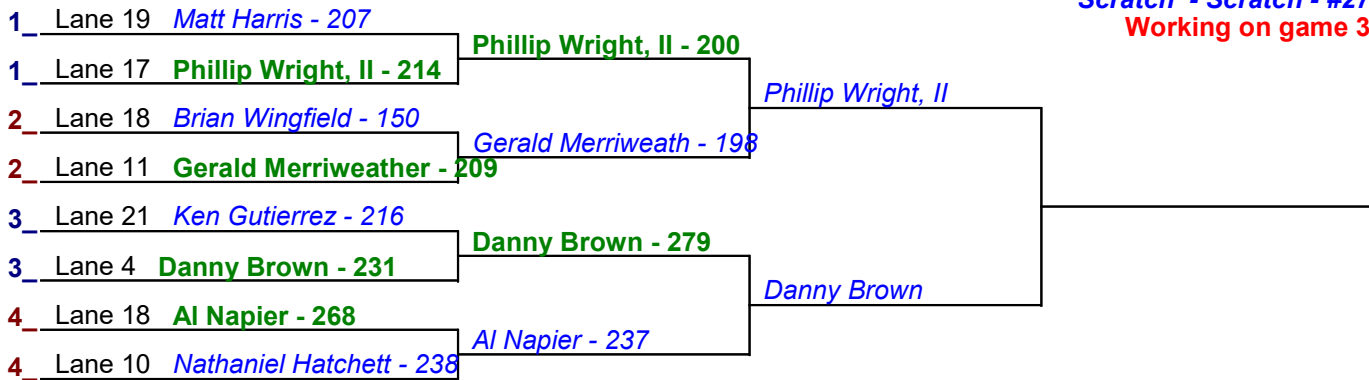 Scratch - Scratch - #27
Working on game 3
1_ Lane 19 Matt Harris - 207
Phillip Wright, II - 200
1_ Lane 17 Phillip Wright, II - 214
Phillip Wright, II
2_ Lane 18 Brian Wingfield - 150
Gerald Merriweath - 198
2_ Lane 11 Gerald Merriweather - 209
3_ Lane 21 Ken Gutierrez - 216
Danny Brown - 279
3_ Lane 4 Danny Brown - 231
Danny Brown
4_ Lane 18 Al Napier - 268
Al Napier - 237
4_ Lane 10 Nathaniel Hatchett - 238